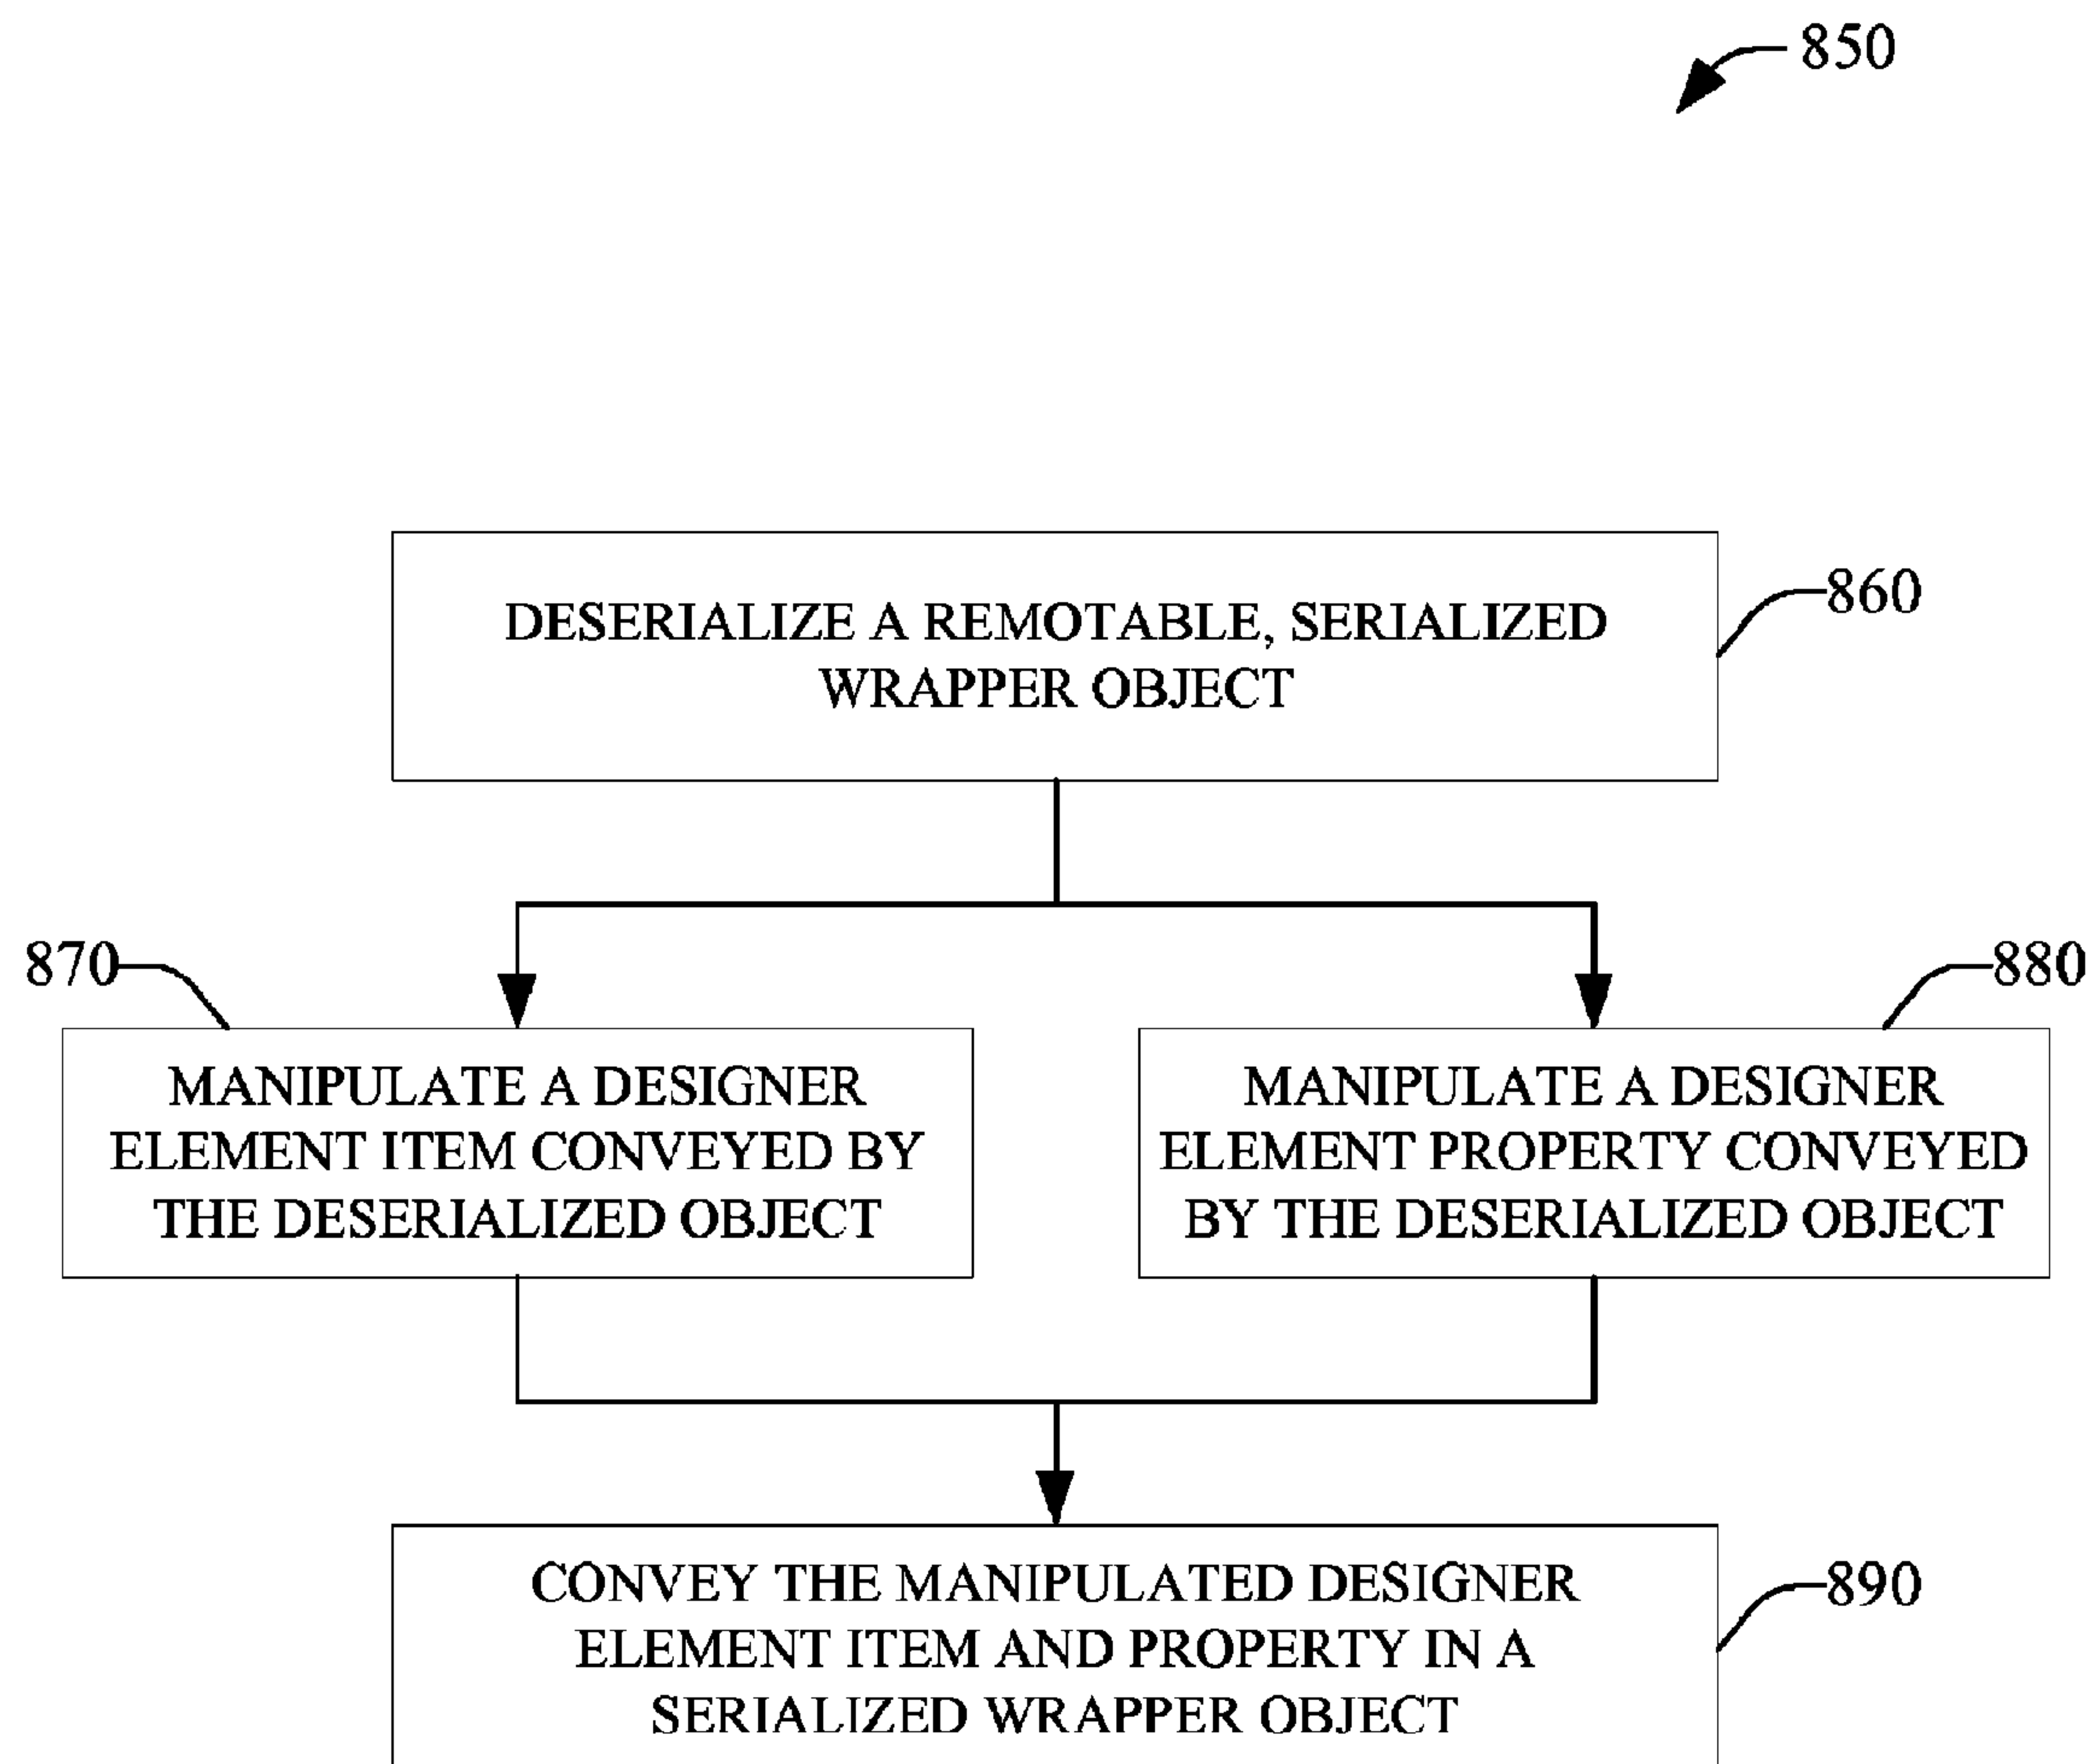 850
DESERIALIZE A REMOTABLE, SERIALIZED
WRAPPER OBJECT
860
870
880
MANIPULATE A DESIGNER
ELEMENT ITEM CONVEYED BY
THE DESERIALIZED OBJECT
MANIPULATE A DESIGNER
ELEMENT PROPERTY CONVEYED
BY THE DESERIALIZED OBJECT
CONVEY THE MANIPULATED DESIGNER
ELEMENT ITEM AND PROPERTY IN A
SERIALIZED WRAPPER OBJECT
890